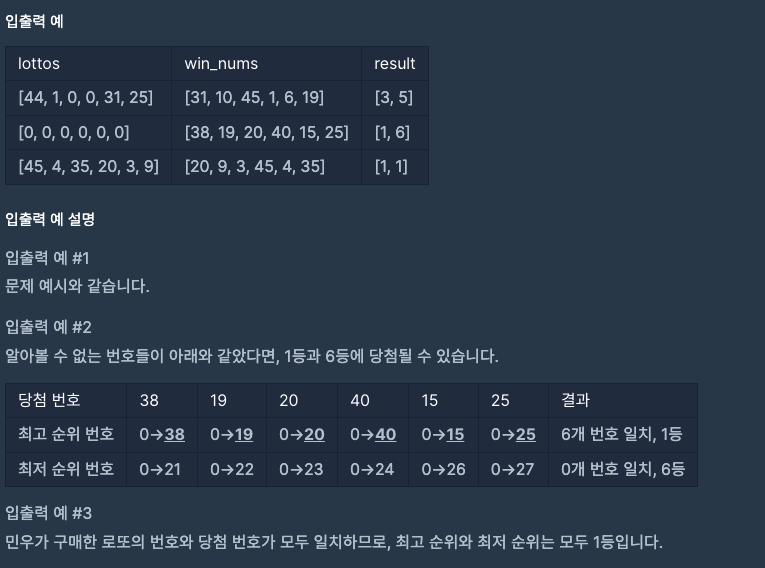 입출력 예
lottos win_nums result
[44, 1, 0, 0, 31, 25] [31, 10, 45, 1, 6, 19] [3, 5]
[0, 0, 0, 0, 0, 0] [38, 19, 20, 40, 15, 25] [1, 6]
[45, 4, 35, 20, 3, 9] [20, 9, 3, 45, 4, 35] [1, 1]
입출력 예 설명
입출력 예 #1
문제 예시와 같습니다.
입출력 예 #2
알아볼 수 없는 번호들이 아래와 같았다면, 1등과 6등에 당첨될 수 있습니다.
당첨 번호 38 19 20 40 15 25 결과
최고 순위 번호 0→38 0→19 0→20 0→40 0→15 0→25 6개 번호 일치, 1등
최저 순위 번호 0→21 0→22 0→23 0→24 0→26 0→27 0개 번호 일치, 6등
입출력 예 #3
민우가 구매한 로또의 번호와 당첨 번호가 모두 일치하므로, 최고 순위와 최저 순위는 모두 1등입니다.